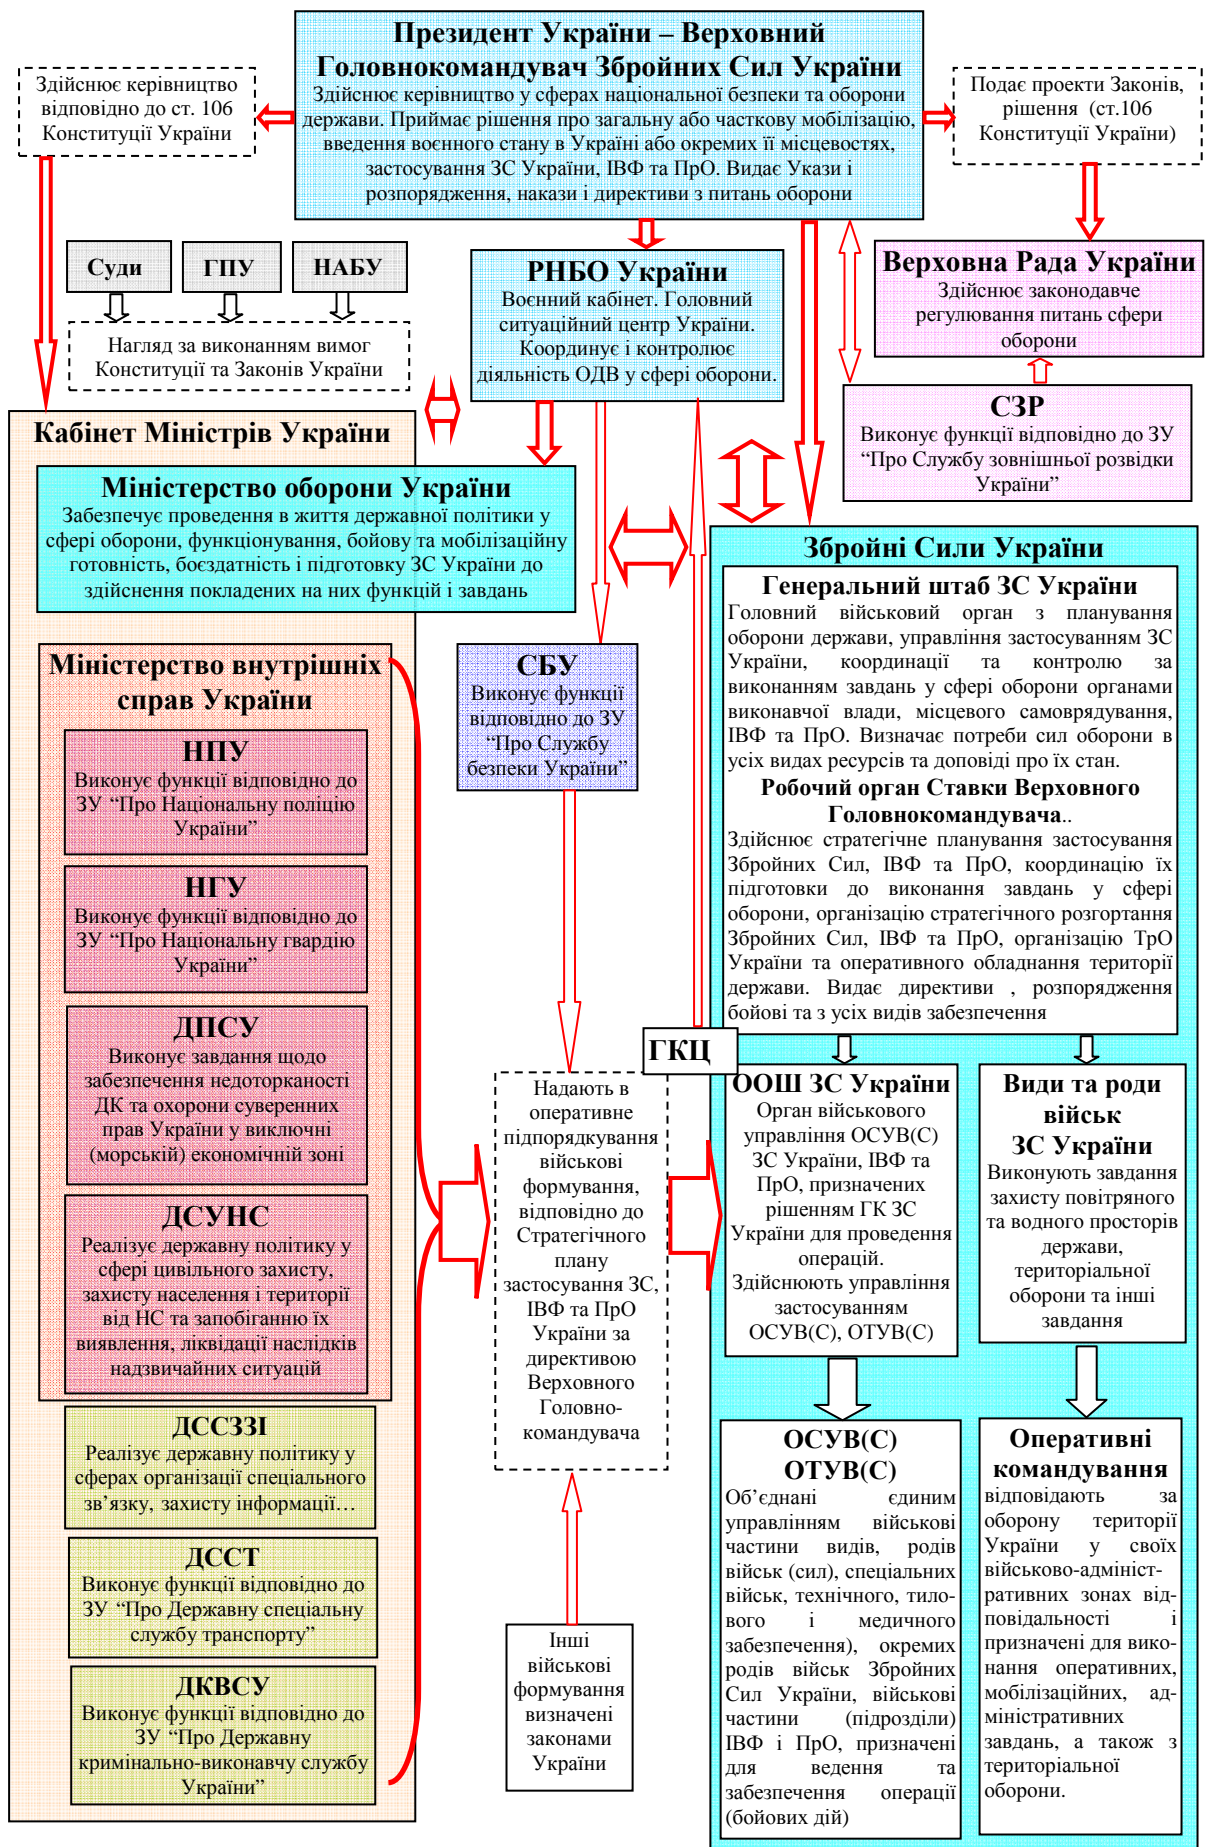 Президент України – Верховний
Головнокомандувач Збройних Сил України
Здійснює керівництво у сферах національної безпеки та оборони
держави. Приймає рішення про загальну або часткову мобілізацію,
введення воєнного стану в Україні або окремих її місцевостях,
застосування ЗС України, ІВФ та ПрО. Видає Укази і
розпорядження, накази і директиви з питань оборони
Здійснює керівництво
відповідно до ст. 106
Конституції України
Подає проекти Законів,
рішення (ст.106
Конституції України)
Суди
ГПУ
НАБУ
Нагляд за виконанням вимог
Конституції та Законів України
РНБО України
Воєнний кабінет. Головний
ситуаційний центр України.
Координує і контролює
діяльність ОДВ у сфері оборони.
Верховна Рада України
Здійснює законодавче
регулювання питань сфери
оборони
СЗР
Виконує функції відповідно до ЗУ
“Про Службу зовнішньої розвідки
України”
Кабінет Міністрів України
Міністерство оборони України
Забезпечує проведення в життя державної політики у
сфері оборони, функціонування, бойову та мобілізаційну
готовність, боєздатність і підготовку ЗС України до
здійснення покладених на них функцій і завдань
Міністерство внутрішніх
справ України
НПУ
Виконує функції відповідно до
ЗУ “Про Національну поліцію
України”
НГУ
Виконує функції відповідно до
ЗУ “Про Національну гвардію
України”
ДПСУ
Виконує завдання щодо
забезпечення недоторканості
ДК та охорони суверенних
прав України у виключні
(морській) економічній зоні
ДСУНС
Реалізує державну політику у
сфері цивільного захисту,
захисту населення і території
від НС та запобіганню їх
виявлення, ліквідації наслідків
надзвичайних ситуацій
ДССЗЗІ
Реалізує державну політику у
сферах організації спеціального
зв’язку, захисту інформації…
ДССТ
Виконує функції відповідно до
ЗУ “Про Державну спеціальну
службу транспорту”
ДКВСУ
Виконує функції відповідно до
ЗУ “Про Державну
кримінально-виконавчу службу
України”
СБУ
Виконує функції
відповідно до ЗУ
“Про Службу
безпеки України”
ГКЦ
Надають в
оперативне
підпорядкування
військові
формування,
відповідно до
Стратегічного
плану
застосування ЗС,
ІВФ та ПрО
України за
директивою
Верховного
Головно-
командувача
Інші
військові
формування
визначені
законами
України
Збройні Сили України
Генеральний штаб ЗС України
Головний військовий орган з планування
оборони держави, управління застосуванням ЗС
України, координації та контролю за
виконанням завдань у сфері оборони органами
виконавчої влади, місцевого самоврядування,
ІВФ та ПрО. Визначає потреби сил оборони в
усіх видах ресурсів та доповіді про їх стан.
Робочий орган Ставки Верховного
Головнокомандувача..
Здійснює стратегічне планування застосування
Збройних Сил, ІВФ та ПрО, координацію їх
підготовки до виконання завдань у сфері
оборони, організацію стратегічного розгортання
Збройних Сил, ІВФ та ПрО, організацію ТрО
України та оперативного обладнання території
держави. Видає директиви , розпорядження
бойові та з усіх видів забезпечення
ООШ ЗС України
Орган військового
управління ОСУВ(С)
ЗС України, ІВФ та
ПрО, призначених
рішенням ГК ЗС
України для проведення
операцій.
Здійснюють управління
застосуванням
ОСУВ(С), ОТУВ(С)
Види та роди
військ
ЗС України
Виконують завдання
захисту повітряного
та водного просторів
держави,
територіальної
оборони та інші
завдання
ОСУВ(С)
ОТУВ(С)
Об’єднані єдиним
управлінням військові
частини видів, родів
військ (сил), спеціальних
військ, технічного, тило-
вого і медичного
забезпечення), окремих
родів військ Збройних
Сил України, військові
частини (підрозділи)
ІВФ і ПрО, призначені
для ведення та
забезпечення операції
(бойових дій)
Оперативні
командування
відповідають за
оборону території
України у своїх
військово-адмініст-
ративних зонах від-
повідальності і
призначені для вико-
нання оперативних,
мобілізаційних, ад-
міністративних
завдань, а також з
територіальної
оборони.